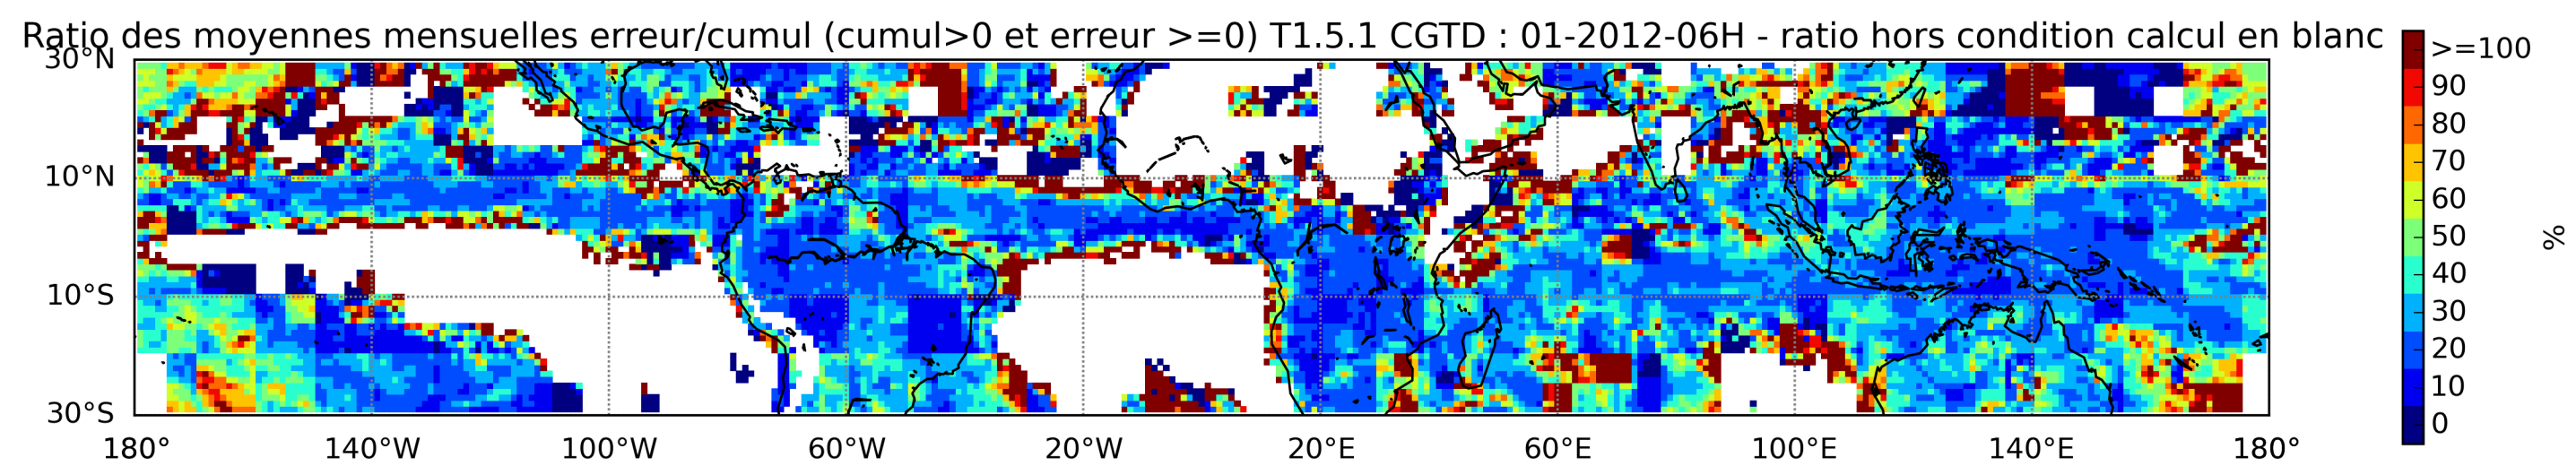 Ratio des moyennes mensuelles erreur/cumul (cumul>0 et erreur >=0) T1.5.1 CGTD : 01-2012-06H - ratio hors condition calcul en blanc
30°N
10°N
10°S
30°S
180° 140°W 100°W 60°W 20°W 20°E 60°E 100°E 140°E 180°
>=100
90
80
70
60
50
40
30
20
10
0
%